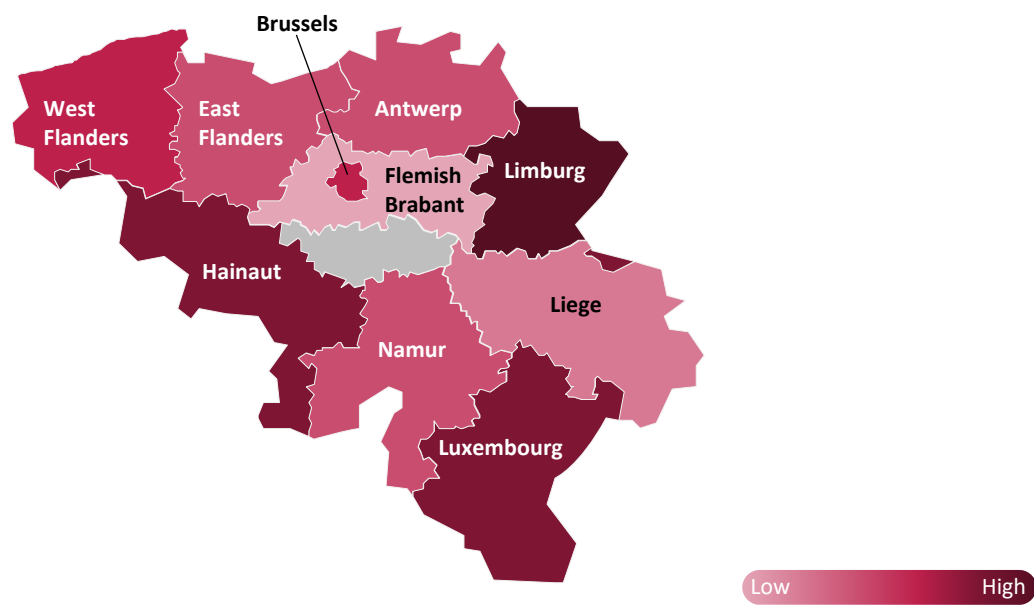 Brussels
West
Flanders
East
Flanders
Antwerp
Limburg
Flemish
Brabant
Hainaut
Liege
Namur
Luxembourg
Low
High